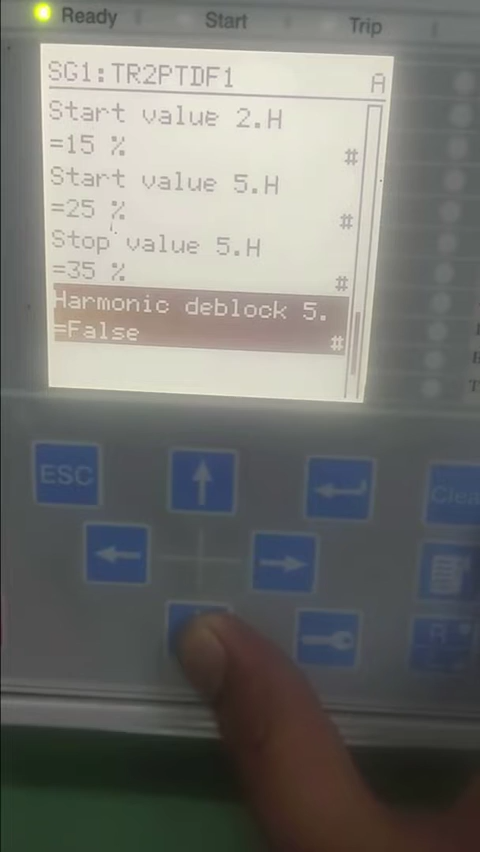 Ready Start Trip
SG1:TR2PTDF1 A
Start value 2.H
=15 % #
Start value 5.H
=25 % #
Stop value 5.H
=35 % #
Harmonic deblock 5.
=False #
ESC
Clea
R